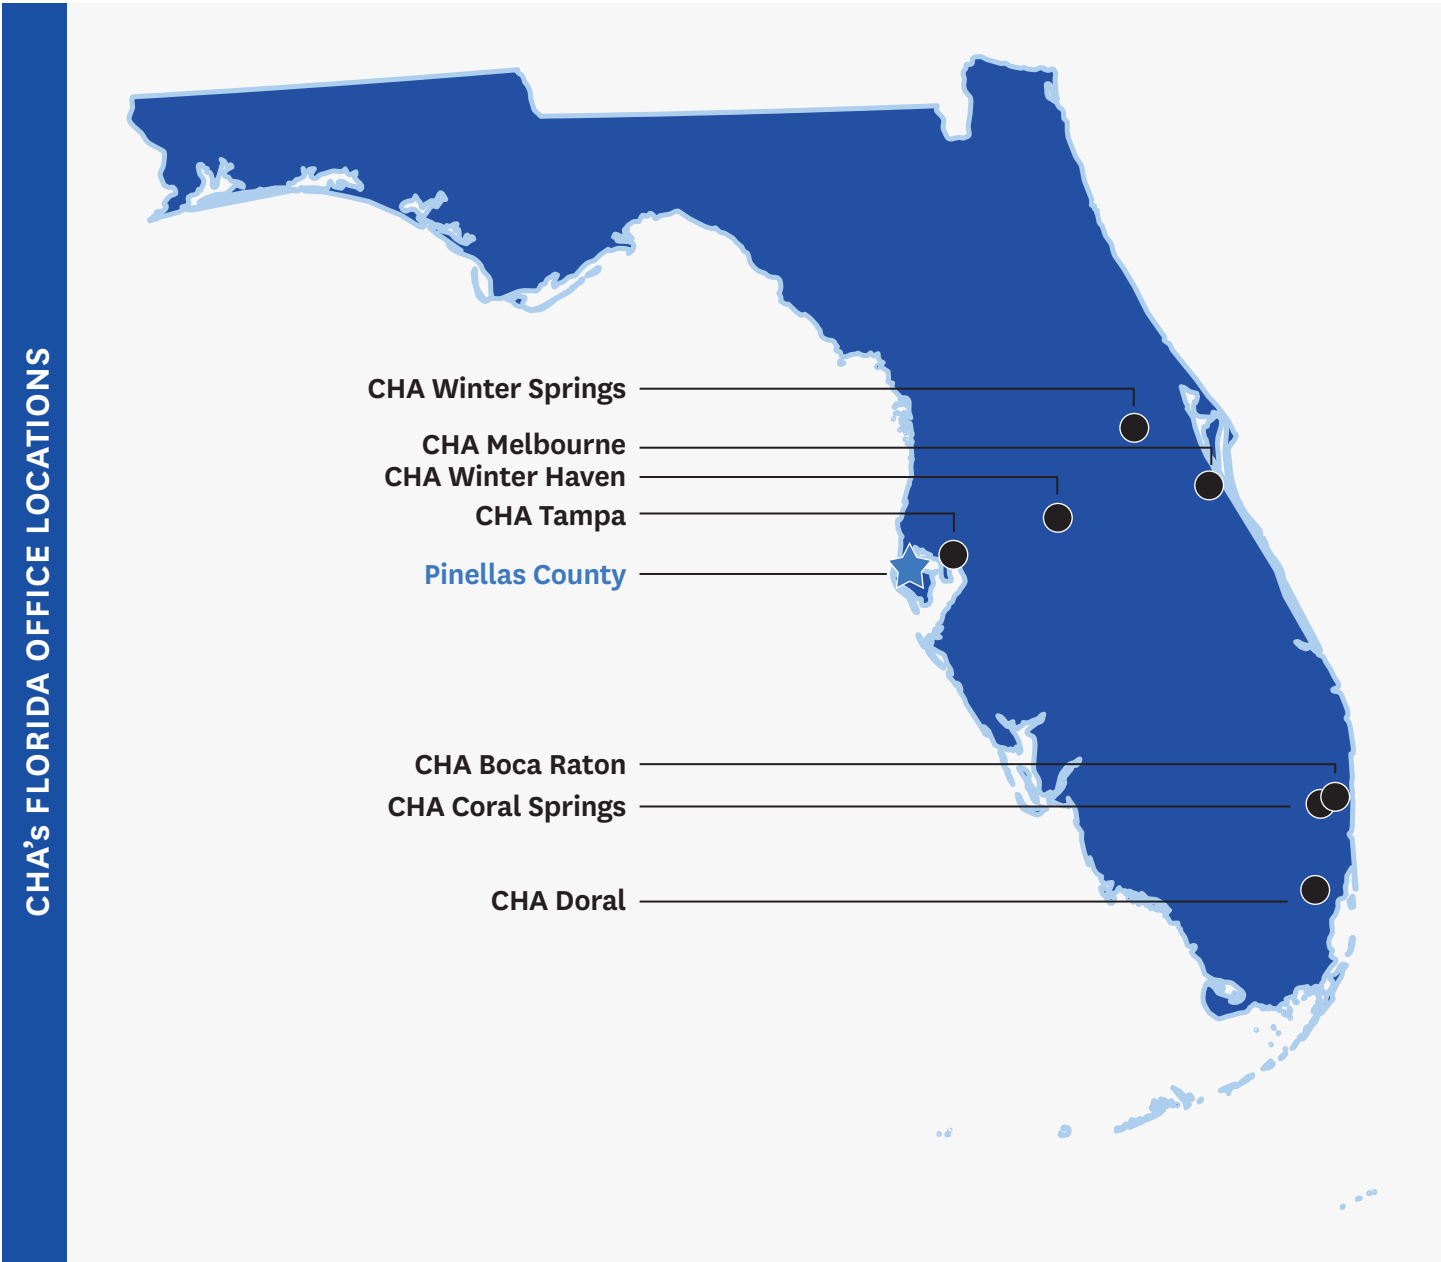 CHA's FLORIDA OFFICE LOCATIONS
CHA Winter Springs
CHA Melbourne
CHA Winter Haven
CHA Tampa
Pinellas County
CHA Boca Raton
CHA Coral Springs
CHA Doral